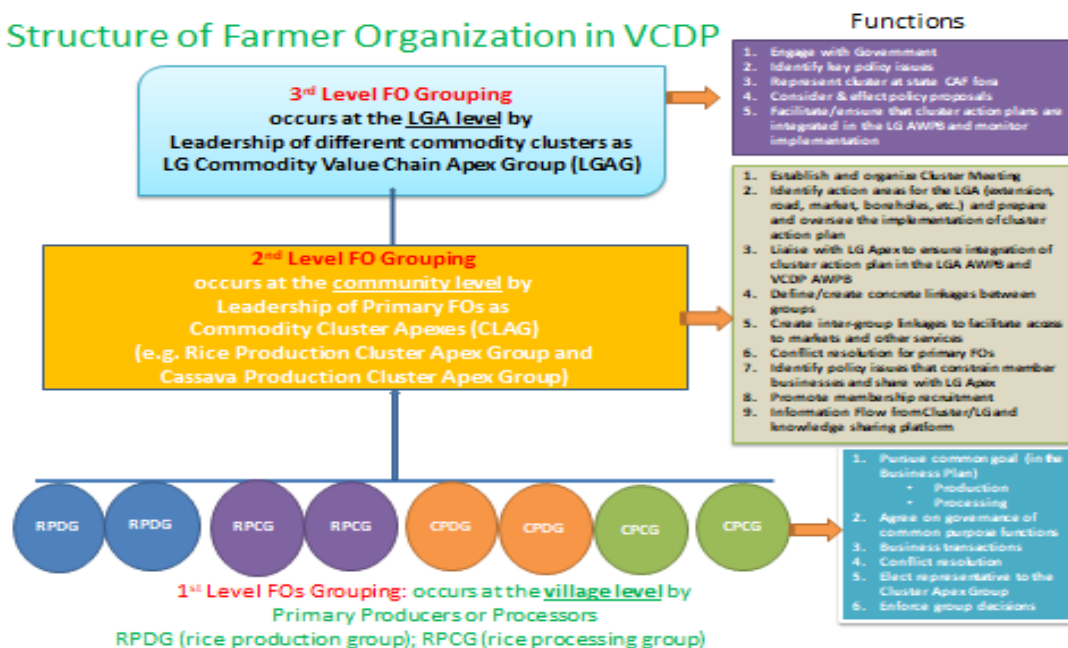 Structure of Farmer Organization in VCDP
Functions
3rd Level FO Grouping
occurs at the LGA level by
Leadership of different commodity clusters as
LG Commodity Value Chain Apex Group (LGAG)
1. Engage with Government
2. Identify key policy issues
3. Represent cluster at state CAF fora
4. Consider & effect policy proposals
5. Facilitate/ensure that cluster action plans are
integrated in the LG AWPB and monitor
implementation
2nd Level FO Grouping
occurs at the community level by
Leadership of Primary FOs as
Commodity Cluster Apexes (CLAG)
(e.g. Rice Production Cluster Apex Group and
Cassava Production Cluster Apex Group)
1. Establish and organize Cluster Meeting
2. Identify action areas for the LGA (extension,
road, market, boreholes, etc.) and prepare
and oversee the implementation of cluster
action plan
3. Liaise with LG Apex to ensure integration of
cluster action plan in the LGA AWPB and
VCDP AWPB
4. Define/create concrete linkages between
groups
5. Create inter-group linkages to facilitate access
to markets and other services
6. Conflict resolution for primary FOs
7. Identify policy issues that constrain member
businesses and share with LG Apex
8. Promote membership recruitment
9. Information Flow from Cluster/LG and
knowledge sharing platform
RPDG
RPDG
RPCG
RPCG
CPDG
CPDG
CPCG
CPCG
1. Pursue common goal (in the
Business Plan)
• Production
• Processing
2. Agree on governance of
common purpose functions
3. Business transactions
4. Conflict resolution
5. Elect representative to the
Cluster Apex Group
6. Enforce group decisions
1st Level FOs Grouping: occurs at the village level by
Primary Producers or Processors
RPDG (rice production group); RPCG (rice processing group)